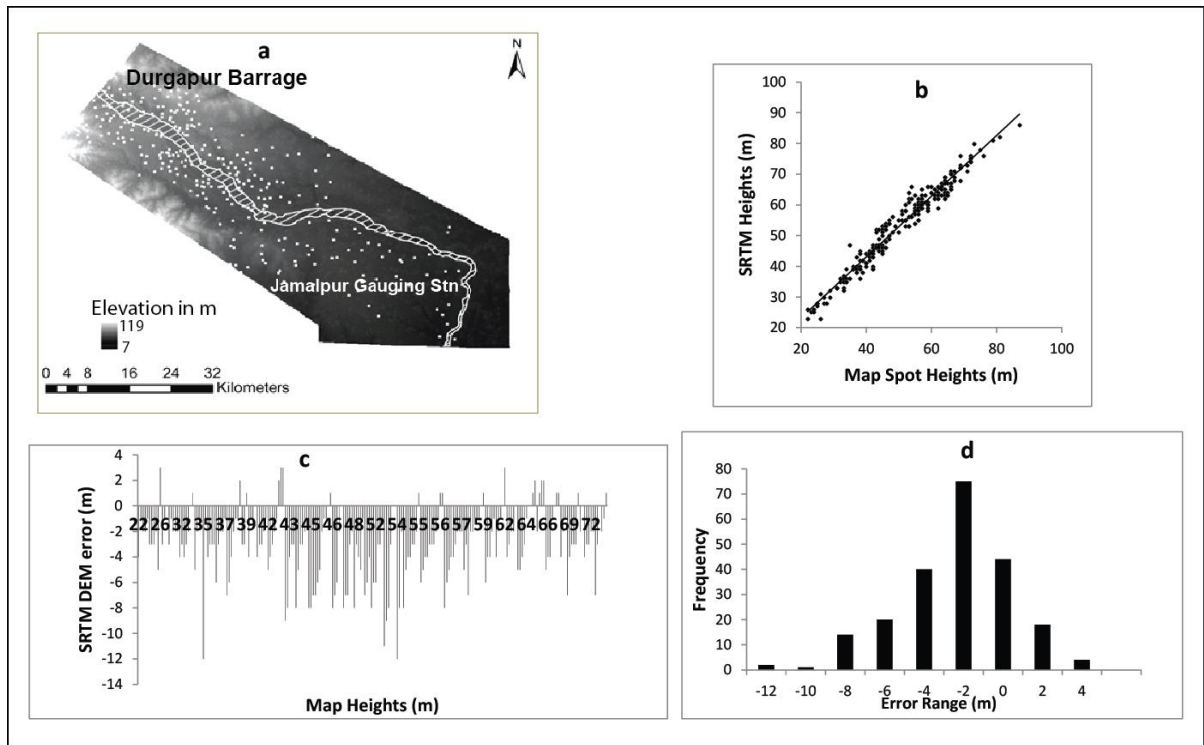 a
N
Durgapur Barrage
Jamalpur Gauging Stn
Elevation in m
119
7
0 2 4 8 16 24 32
Kilometers
b
100
90
80
70
60
50
40
30
20
20 40 60 80 100
SRTM Heights (m)
Map Spot Heights (m)
c
4
2
0
-2
-4
-6
-8
-10
-12
-14
22 22 26 32 35 37 39 42 43 45 46 48 52 54 55 56 57 59 62 64 66 69 72
SRTM DEM error (m)
Map Heights (m)
d
80
70
60
50
40
30
20
10
0
-12 -10 -8 -6 -4 -2 0 2 4
Frequency
Error Range (m)